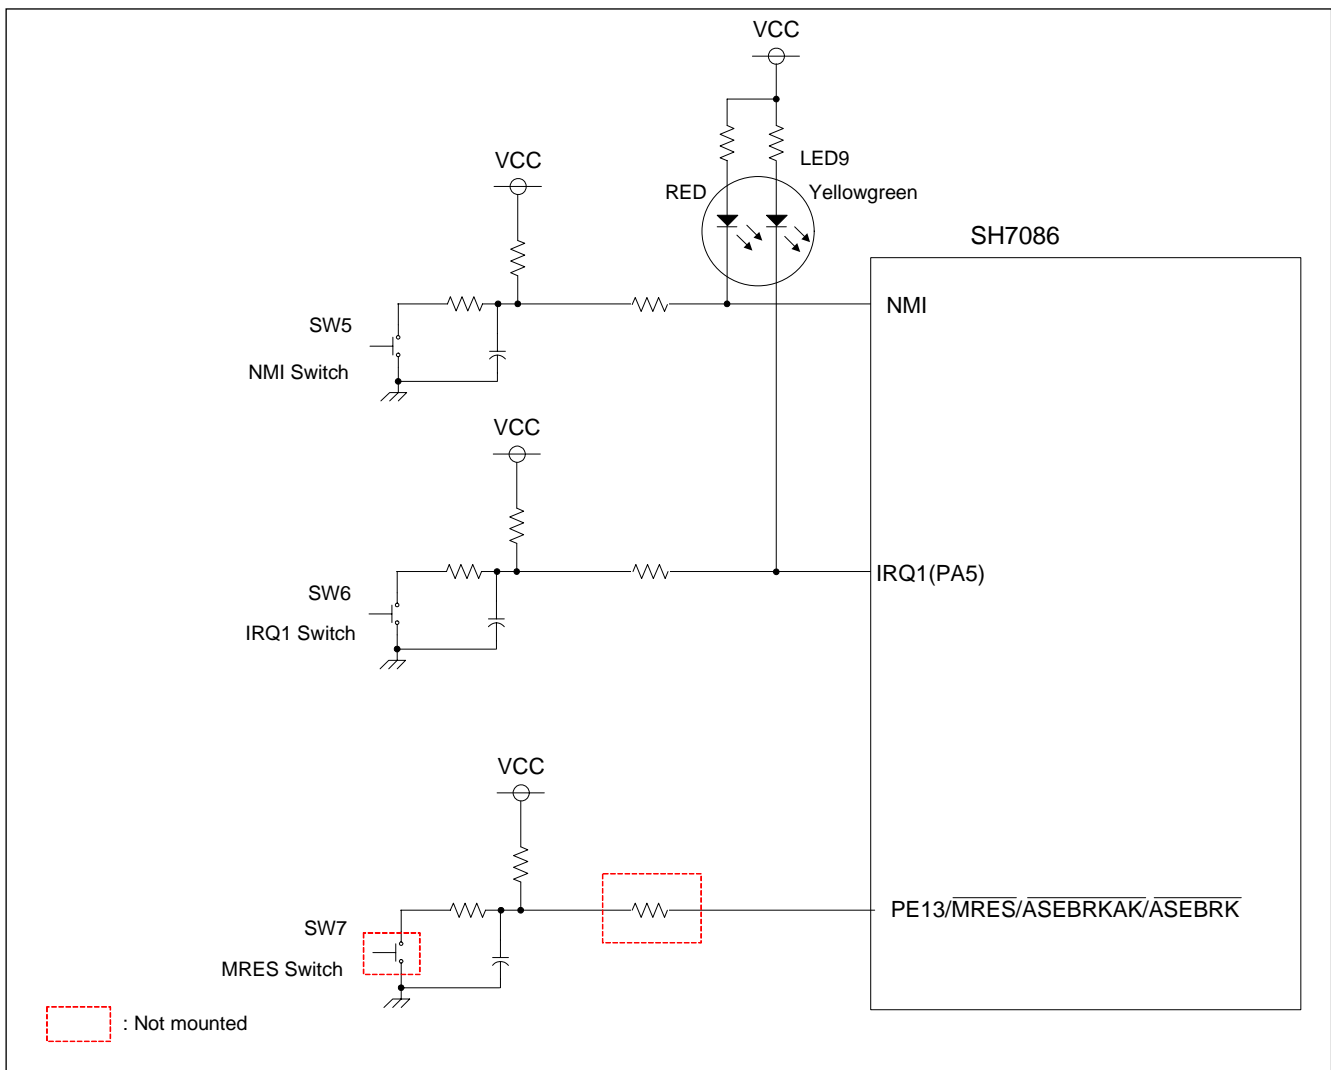 VCC
LED9
VCC
RED
Yellowgreen
SH7086
NMI
SW5
NMI Switch
VCC
IRQ1(PA5)
SW6
IRQ1 Switch
VCC
PE13/MRES/ASEBRKAK/ASEBRK
SW7
MRES Switch
: Not mounted